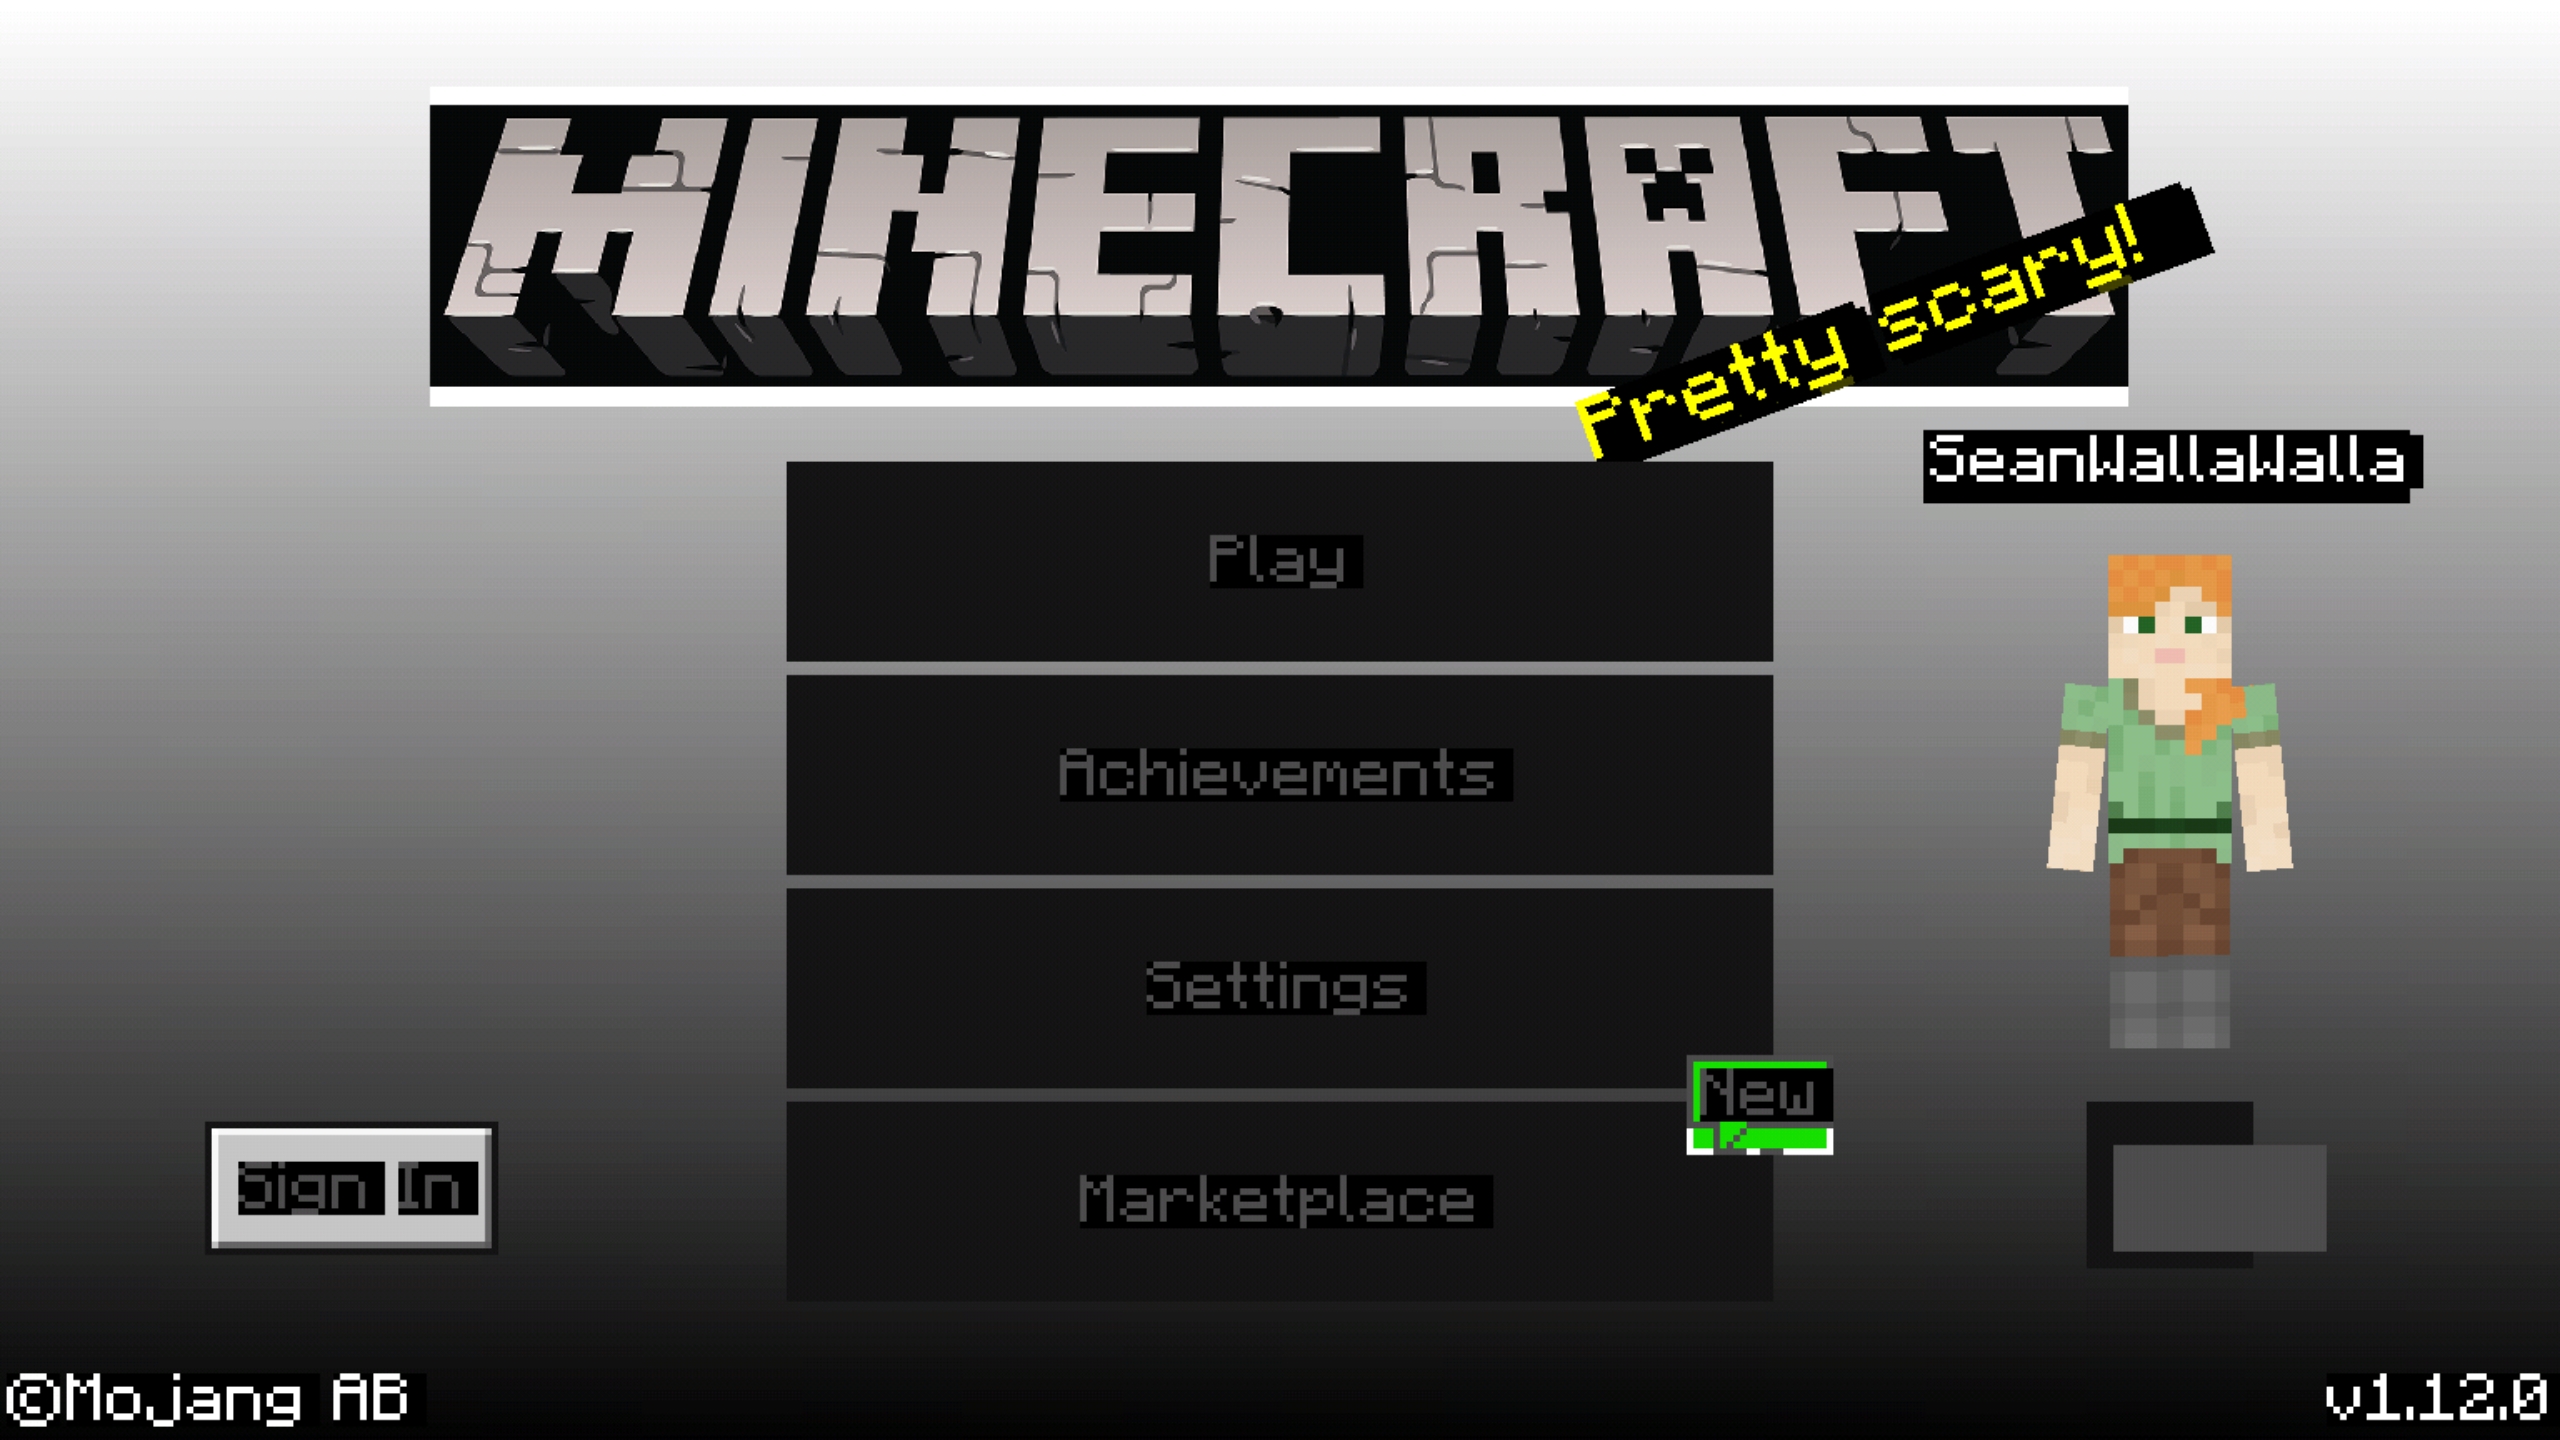 MINECRAFT
Pretty scary!
SeanWallaWalla
Play
Achievements
Settings
New
Marketplace
Sign In
©Mojang AB
v1.12.0